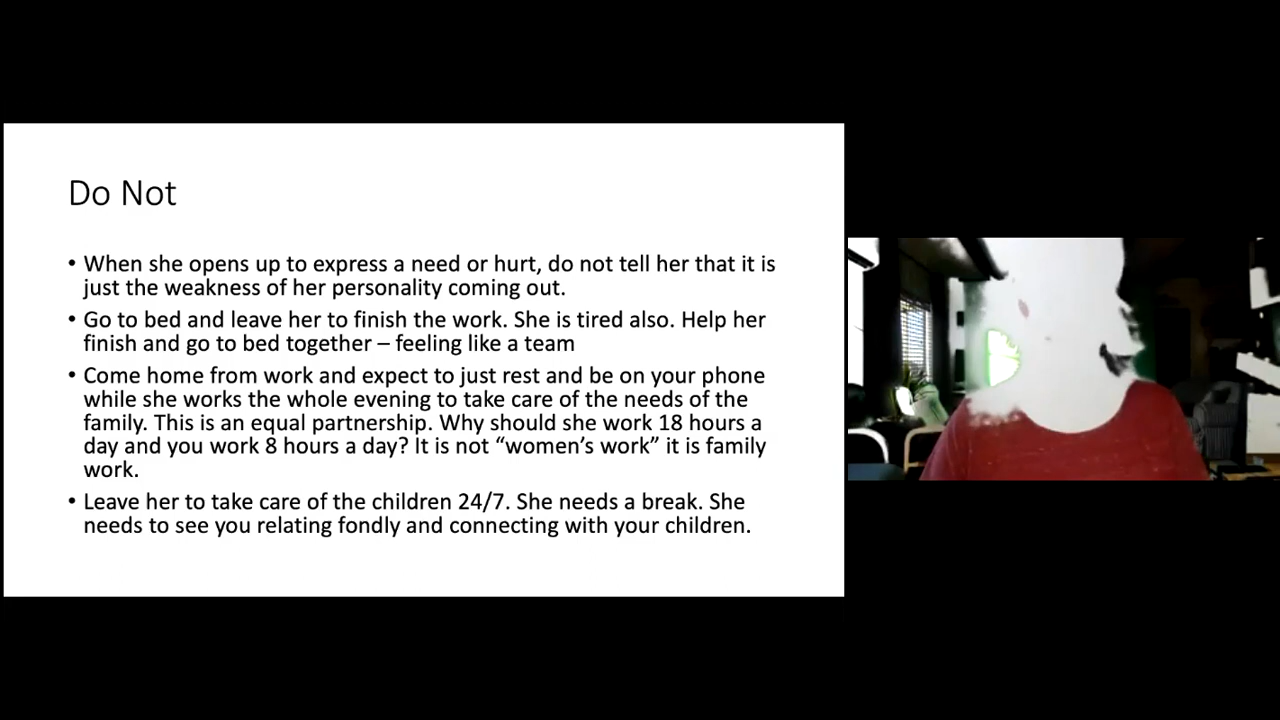 Do Not
• When she opens up to express a need or hurt, do not tell her that it is
just the weakness of her personality coming out.
• Go to bed and leave her to finish the work. She is tired also. Help her
finish and go to bed together – feeling like a team
• Come home from work and expect to just rest and be on your phone
while she works the whole evening to take care of the needs of the
family. This is an equal partnership. Why should she work 18 hours a
day and you work 8 hours a day? It is not “women’s work” it is family
work.
• Leave her to take care of the children 24/7. She needs a break. She
needs to see you relating fondly and connecting with your children.